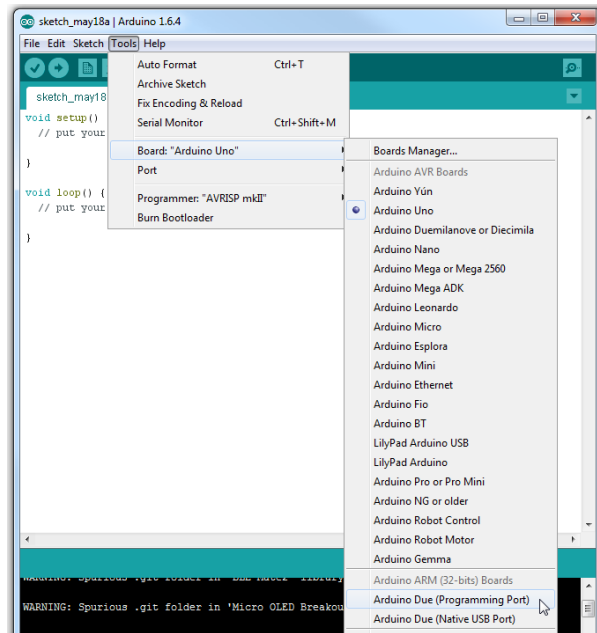 sketch_may18a | Arduino 1.6.4
File Edit Sketch Tools Help
sketch_may18
void setup()
// put your
}
void loop() {
// put your
}
Auto Format Ctrl+T
Archive Sketch
Fix Encoding & Reload
Serial Monitor Ctrl+Shift+M
Board: "Arduino Uno"
Port
Programmer: "AVRISP mkII"
Burn Bootloader
Boards Manager...
Arduino AVR Boards
Arduino Yún
Arduino Uno
Arduino Duemilanove or Diecimila
Arduino Nano
Arduino Mega or Mega 2560
Arduino Mega ADK
Arduino Leonardo
Arduino Micro
Arduino Esplora
Arduino Mini
Arduino Ethernet
Arduino Fio
Arduino BT
LilyPad Arduino USB
LilyPad Arduino
Arduino Pro or Pro Mini
Arduino NG or older
Arduino Robot Control
Arduino Robot Motor
Arduino Gemma
Arduino ARM (32-bits) Boards
Arduino Due (Programming Port)
Arduino Due (Native USB Port)
WARNING: Spurious .git folder in
WARNING: Spurious .git folder in 'Micro OLED Breakou